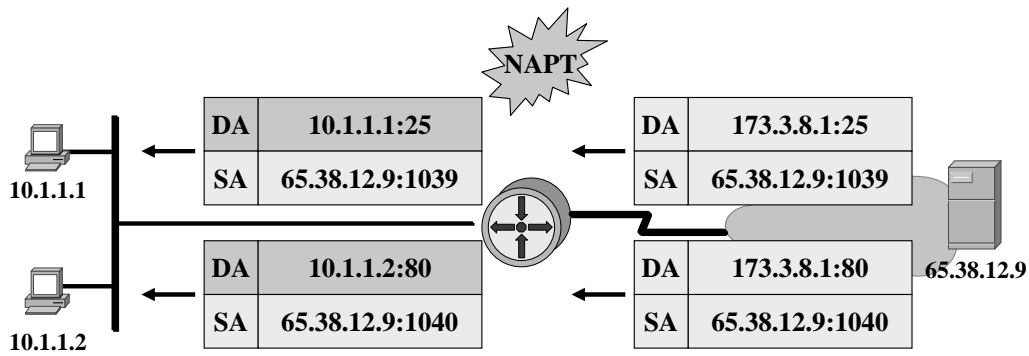 NAPT
DA 10.1.1.1:25
SA 65.38.12.9:1039
DA 173.3.8.1:25
SA 65.38.12.9:1039
10.1.1.1
DA 10.1.1.2:80
SA 65.38.12.9:1040
DA 173.3.8.1:80
SA 65.38.12.9:1040
65.38.12.9
10.1.1.2